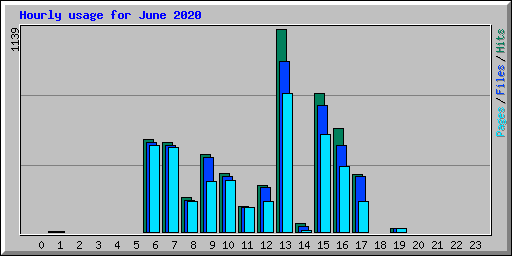 Hourly usage for June 2020
1139
Pages/Files/Hits
0 1 2 3 4 5 6 7 8 9 10 11 12 13 14 15 16 17 18 19 20 21 22 23